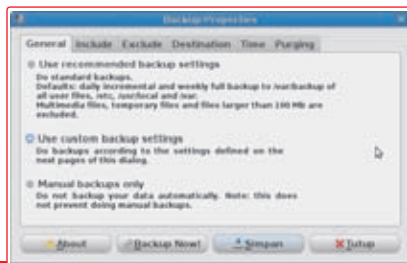 Backup Properties
General Include Exclude Destination Time Purging
Use recommended backup settings
Do standard backups.
Defaults: daily incremental and weekly full backup to /var/backup of
all user files, /etc, /usr/local and /var.
Multimedia files, temporary files and files larger than 100 Mb are
excluded.
Use custom backup settings
Do backups according to the settings defined on the
next pages of this dialog.
Manual backups only
Do not backup your data automatically. Note: this does
not prevent doing manual backups.
About Backup Now! Simpan Tutup